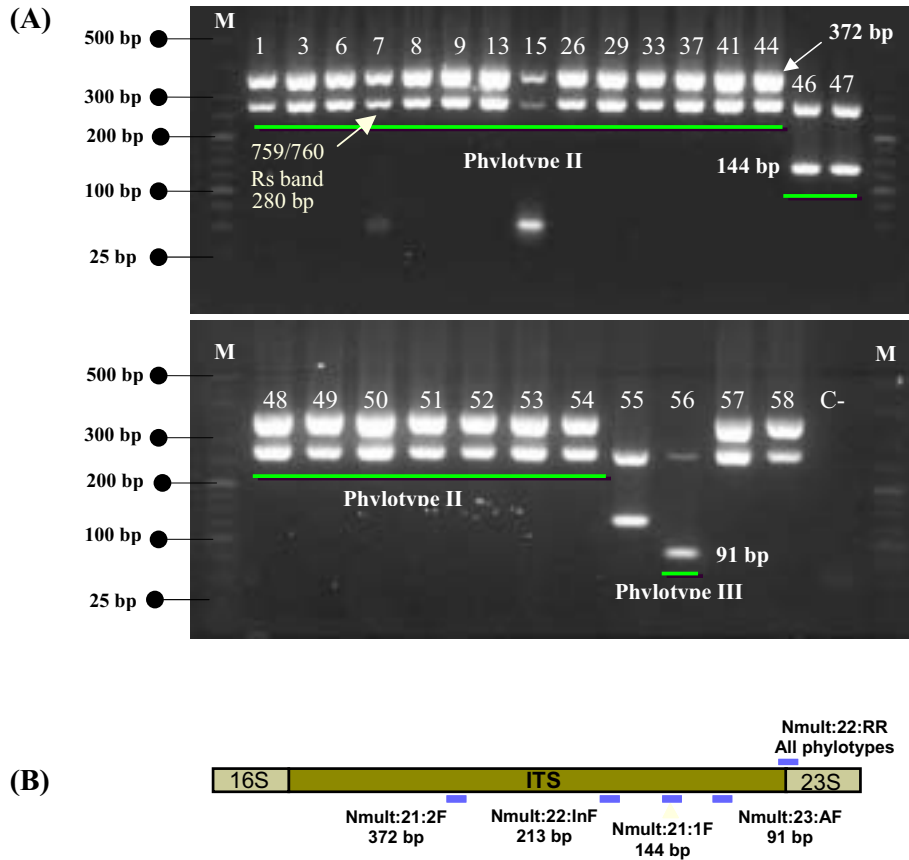 (A)
M
500 bp
1 3 6 7 8 9 13 15 26 29 33 37 41 44
372 bp
46 47
300 bp
200 bp
759/760
Rs band
280 bp
Phylotype II
144 bp
100 bp
25 bp
M
M
500 bp
48 49 50 51 52 53 54 55 56 57 58 C-
300 bp
200 bp
Phylotype II
100 bp
91 bp
Phylotype III
25 bp
Nmult:22:RR
All phylotypes
(B)
16S ITS 23S
Nmult:21:2F
372 bp
Nmult:22:InF
213 bp
Nmult:21:1F
144 bp
Nmult:23:AF
91 bp